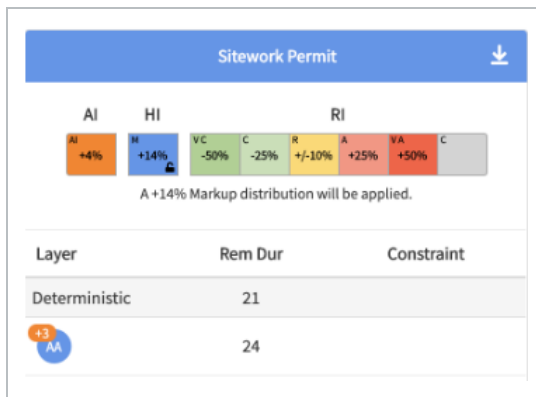 Sitework Permit
AI HI RI
AI M VC C R A VA C
+4% +14% -50% -25% +/-10% +25% +50%
A +14% Markup distribution will be applied.
Layer Rem Dur Constraint
Deterministic 21
+3
AA 24